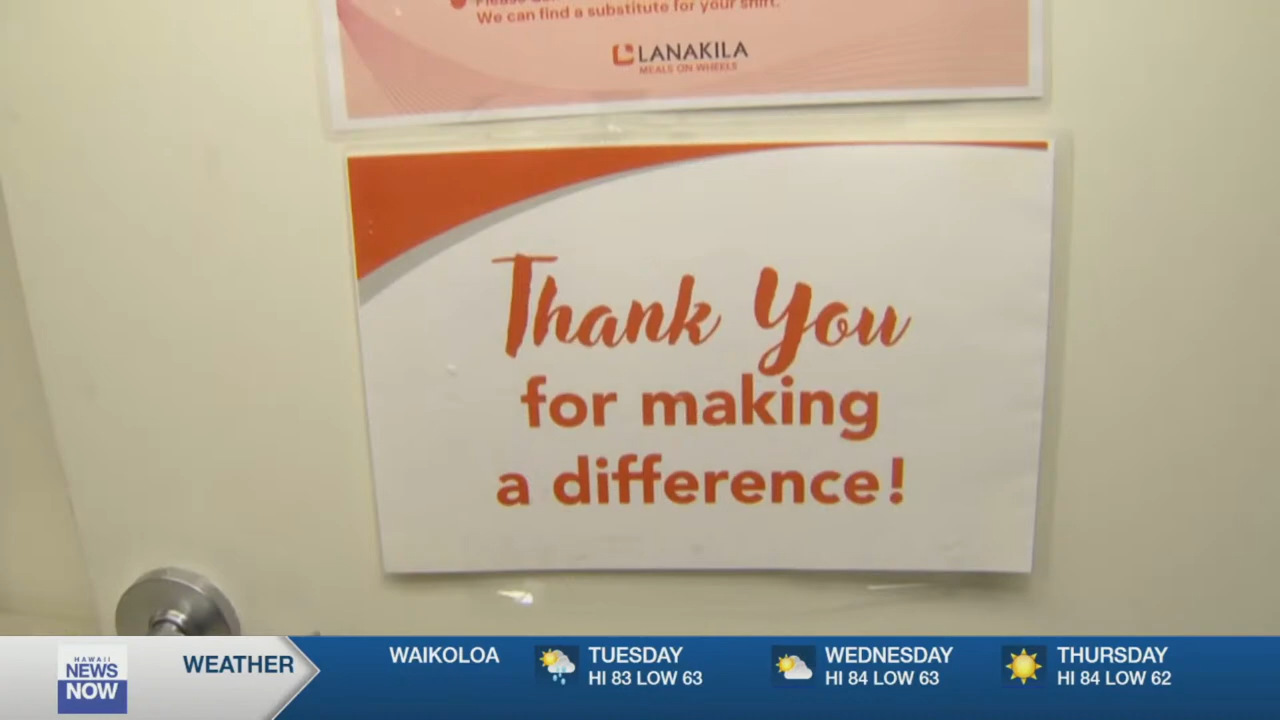 We can find a substitute for your shift.
LANAKILA
MEALS ON WHEELS
Thank You
for making
a difference!
HAWAII
NEWS
NOW
WEATHER
WAIKOLOA
TUESDAY
HI 83 LOW 63
WEDNESDAY
HI 84 LOW 63
THURSDAY
HI 84 LOW 62